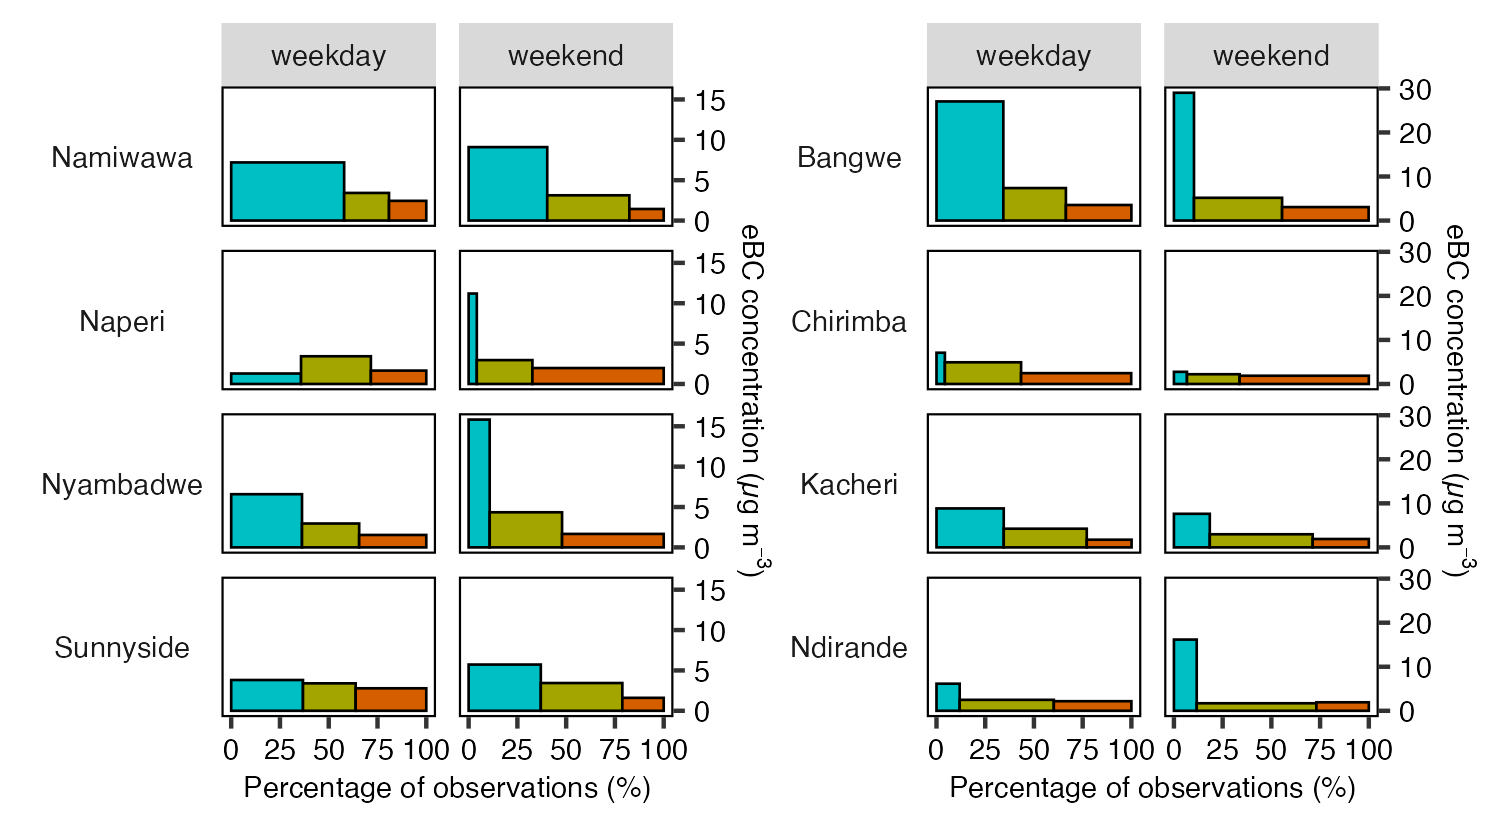 weekday weekend
Namiwawa
15
10
5
0
Naperi
15
10
5
0
Nyambadwe
15
10
5
0
Sunnyside
15
10
5
0
0 25 50 75 100 0 25 50 75 100
Percentage of observations (%)
eBC concentration (µg m⁻³)
weekday weekend
Bangwe
30
20
10
0
Chirimba
30
20
10
0
Kacheri
30
20
10
0
Ndirande
30
20
10
0
0 25 50 75 100 0 25 50 75 100
Percentage of observations (%)
eBC concentration (µg m⁻³)